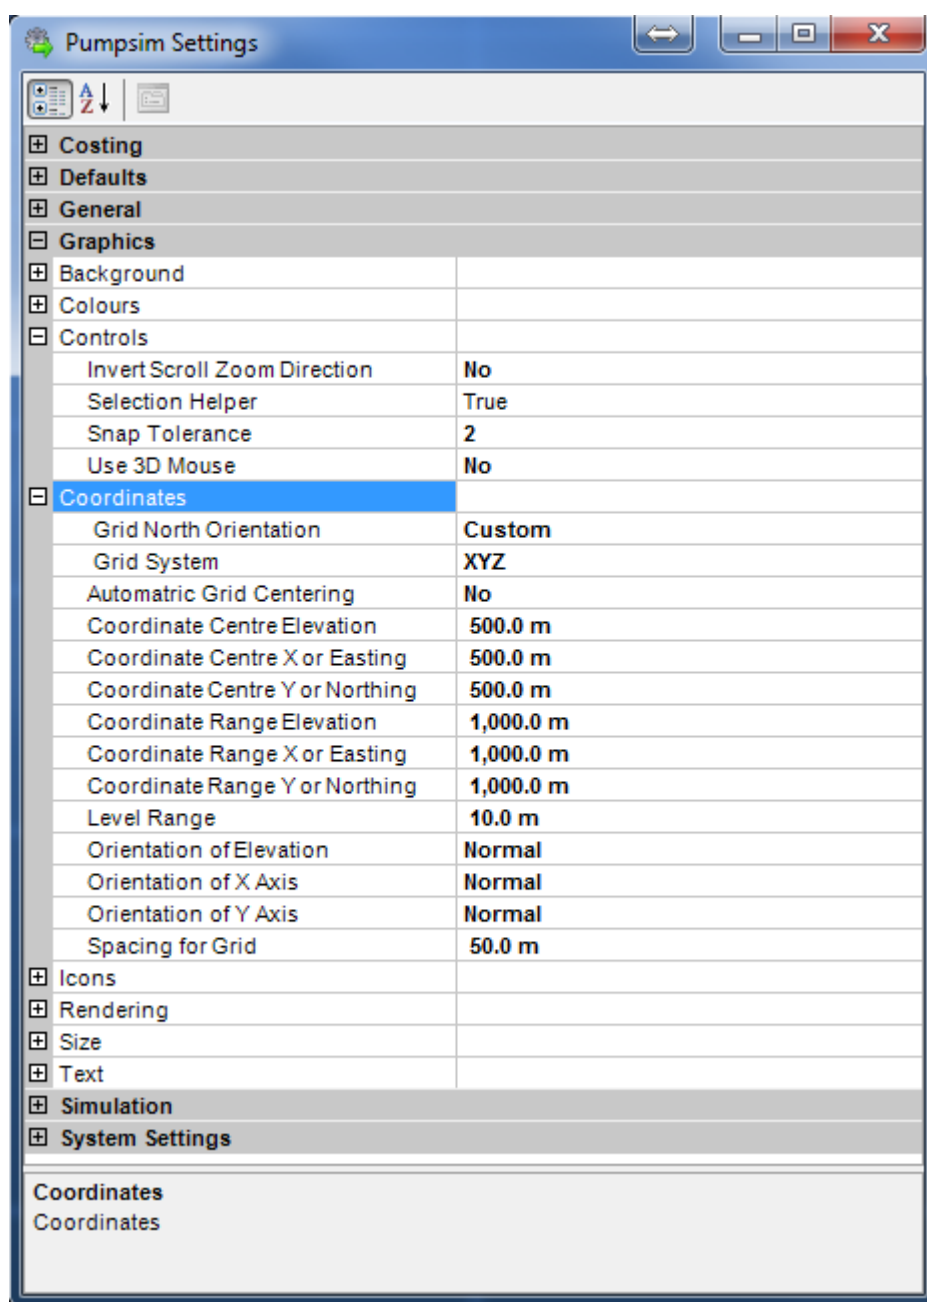 Pumpsim Settings
Costing
Defaults
General
Graphics
Background
Colours
Controls
Invert Scroll Zoom Direction No
Selection Helper True
Snap Tolerance 2
Use 3D Mouse No
Coordinates
Grid North Orientation Custom
Grid System XYZ
Automatric Grid Centering No
Coordinate Centre Elevation 500.0 m
Coordinate Centre X or Easting 500.0 m
Coordinate Centre Y or Northing 500.0 m
Coordinate Range Elevation 1,000.0 m
Coordinate Range X or Easting 1,000.0 m
Coordinate Range Y or Northing 1,000.0 m
Level Range 10.0 m
Orientation of Elevation Normal
Orientation of X Axis Normal
Orientation of Y Axis Normal
Spacing for Grid 50.0 m
Icons
Rendering
Size
Text
Simulation
System Settings
Coordinates
Coordinates